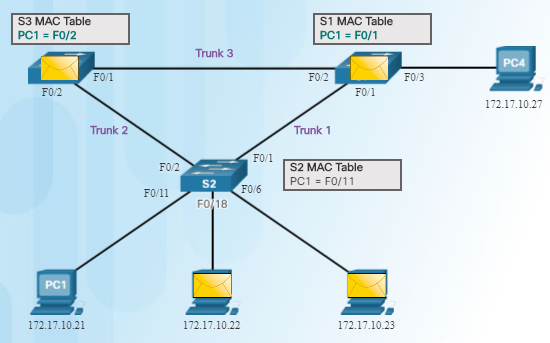 S3 MAC Table
PC1 = F0/2
S1 MAC Table
PC1 = F0/1
Trunk 3
F0/1
F0/2
F0/3
PC4
F0/2
F0/1
172.17.10.27
Trunk 2
Trunk 1
F0/2
F0/1
S2 MAC Table
PC1 = F0/11
S2
F0/11
F0/6
F0/18
PC1
172.17.10.21
172.17.10.22
172.17.10.23